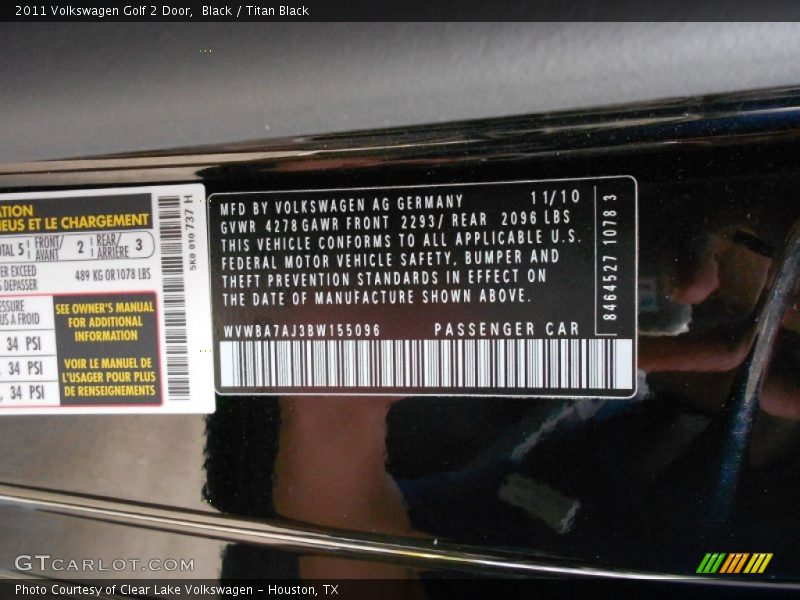 2011 Volkswagen Golf 2 Door,  Black / Titan Black
ATION
NEUS ET LE CHARGEMENT
TAL 5 FRONT/ AVANT 2 REAR/ ARRIÈRE 3
ER EXCEED
S DEPASSER
489 KG OR 1078 LBS
ESSURE
US A FROID
34 PSI
34 PSI
, 34 PSI
SEE OWNER'S MANUAL
FOR ADDITIONAL
INFORMATION
VOIR LE MANUEL DE
L'USAGER POUR PLUS
DE RENSEIGNEMENTS
5K0 010 737 H
MFD BY VOLKSWAGEN AG GERMANY 11/10
GVWR 4278 GAWR FRONT 2293/ REAR 2096 LBS
THIS VEHICLE CONFORMS TO ALL APPLICABLE U.S.
FEDERAL MOTOR VEHICLE SAFETY, BUMPER AND
THEFT PREVENTION STANDARDS IN EFFECT ON
THE DATE OF MANUFACTURE SHOWN ABOVE.
WVWBA7AJ3BW155096 PASSENGER CAR
8464527 1078 3
GTCARLOT.COM
Photo Courtesy of Clear Lake Volkswagen - Houston, TX